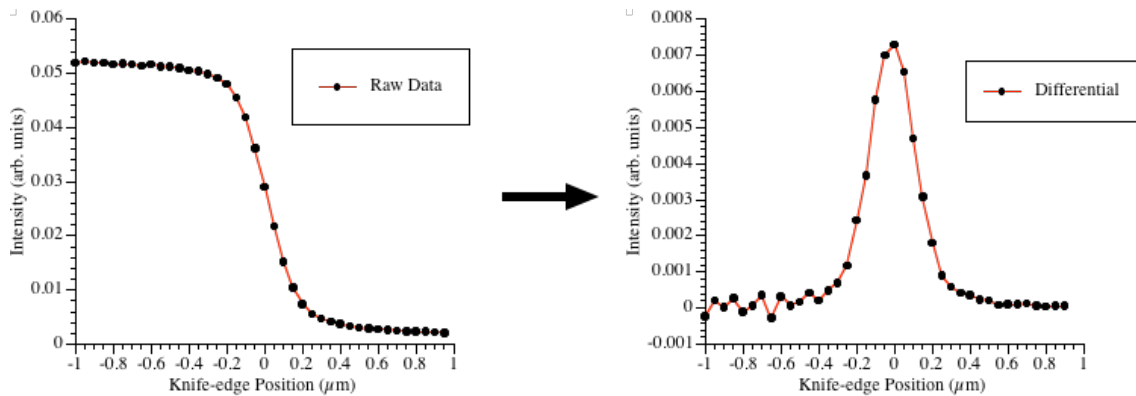 0.06
0.05
0.04
0.03
0.02
0.01
0
Intensity (arb. units)
Raw Data
-1 -0.8 -0.6 -0.4 -0.2 0 0.2 0.4 0.6 0.8 1
Knife-edge Position (µm)
0.008
0.007
0.006
0.005
0.004
0.003
0.002
0.001
0
-0.001
Intensity (arb. units)
Differential
-1 -0.8 -0.6 -0.4 -0.2 0 0.2 0.4 0.6 0.8 1
Knife-edge Position (µm)